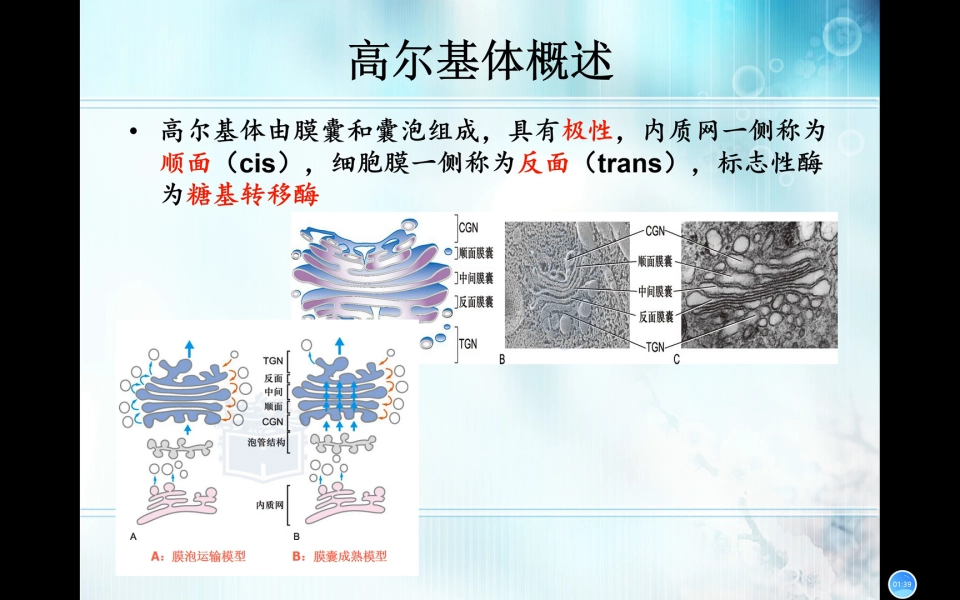 高尔基体概述
• 高尔基体由膜囊和囊泡组成，具有极性，内质网一侧称为
顺面（cis），细胞膜一侧称为反面（trans），标志性酶
为糖基转移酶
CGN
顺面膜囊
中间膜囊
反面膜囊
TGN
CGN
顺面膜囊
中间膜囊
反面膜囊
TGN
B
C
TGN
反面
中间
顺面
CGN
泡管结构
内质网
A
B
A：膜泡运输模型
B：膜囊成熟模型
01:39